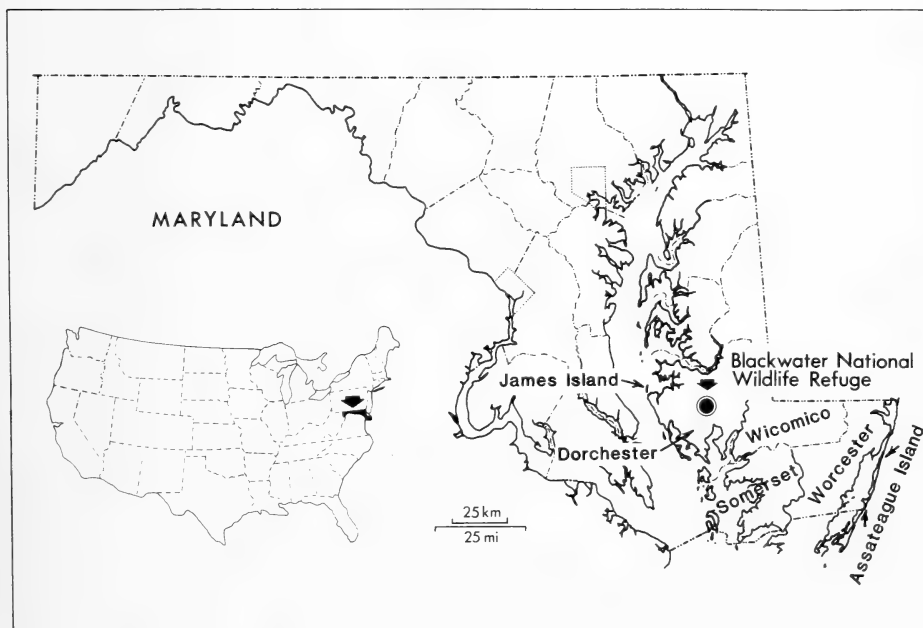 MARYLAND
James Island
Blackwater National
Wildlife Refuge
Dorchester
Wicomico
Somerset
Worcester
Assateague Island
25 km
25 mi